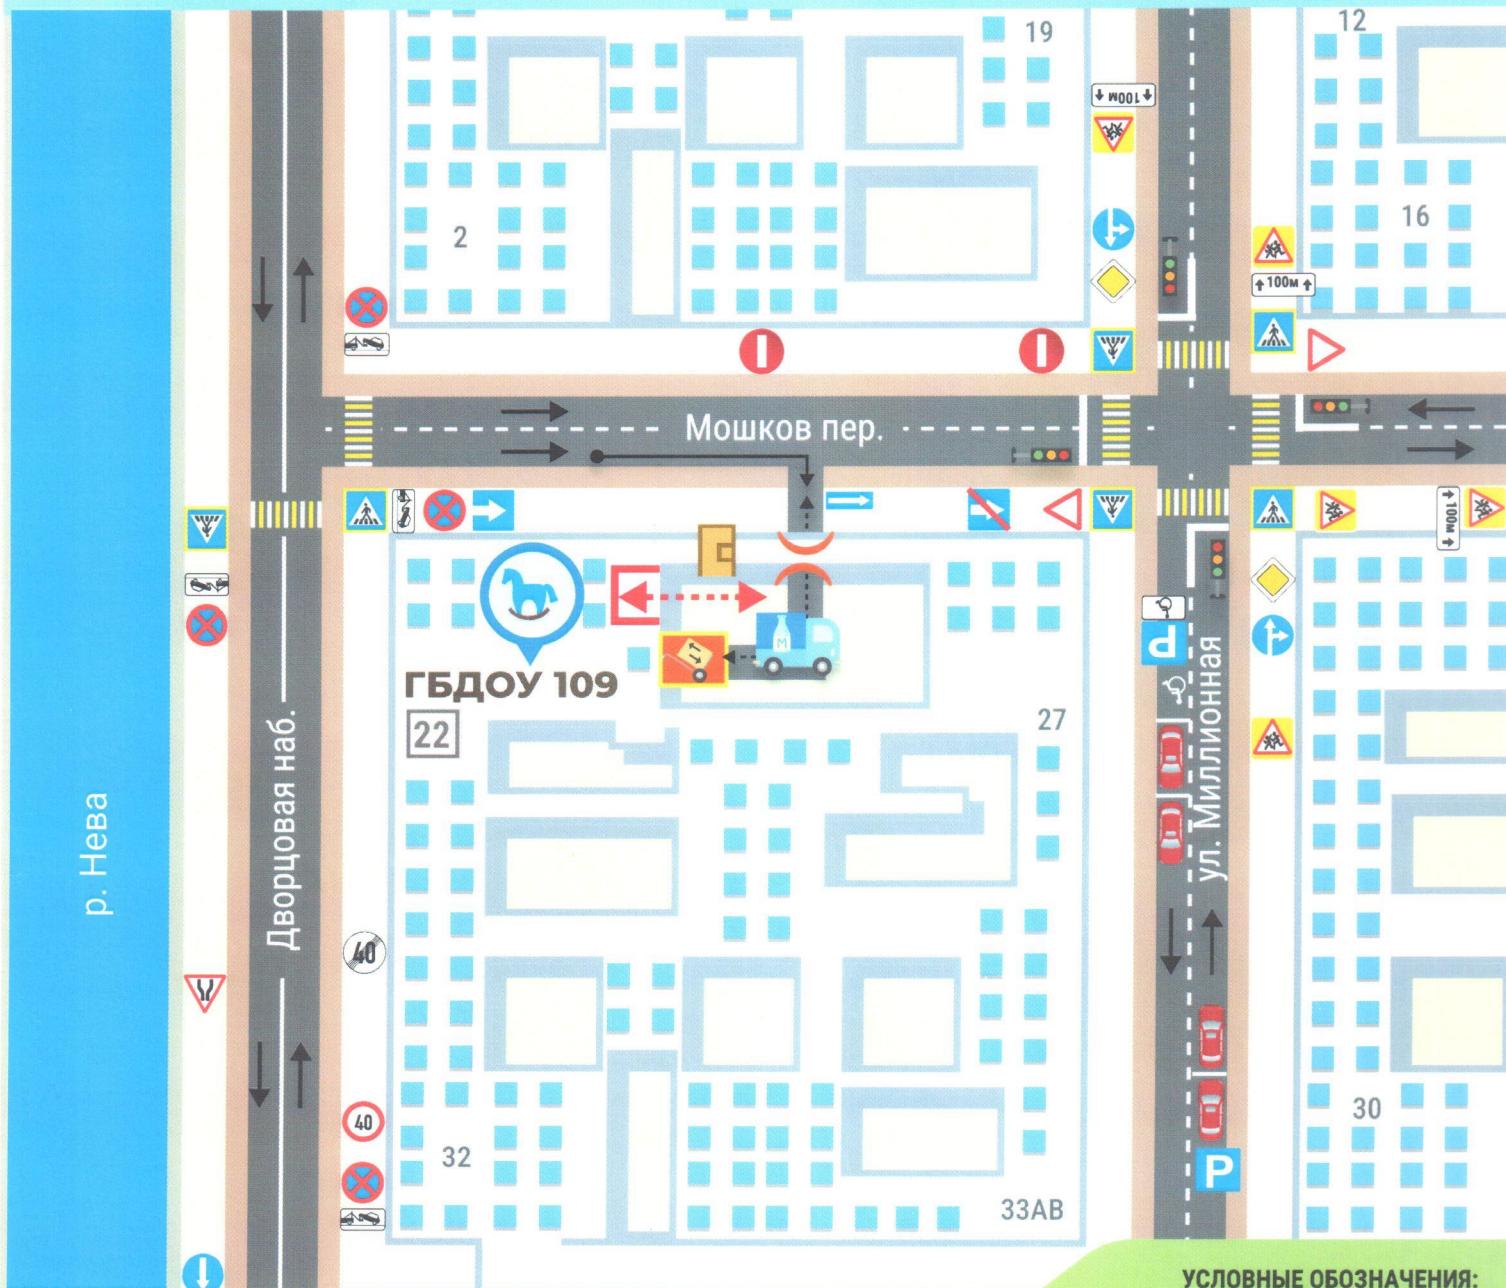 19
12
100м
2
16
100м
Мошков пер.
100м
М
ГБДОУ 109
22
27
P
ул. Миллионная
Дворцовая наб.
р. Нева
40
40
32
30
P
33АВ
УСЛОВНЫЕ ОБОЗНАЧЕНИЯ: